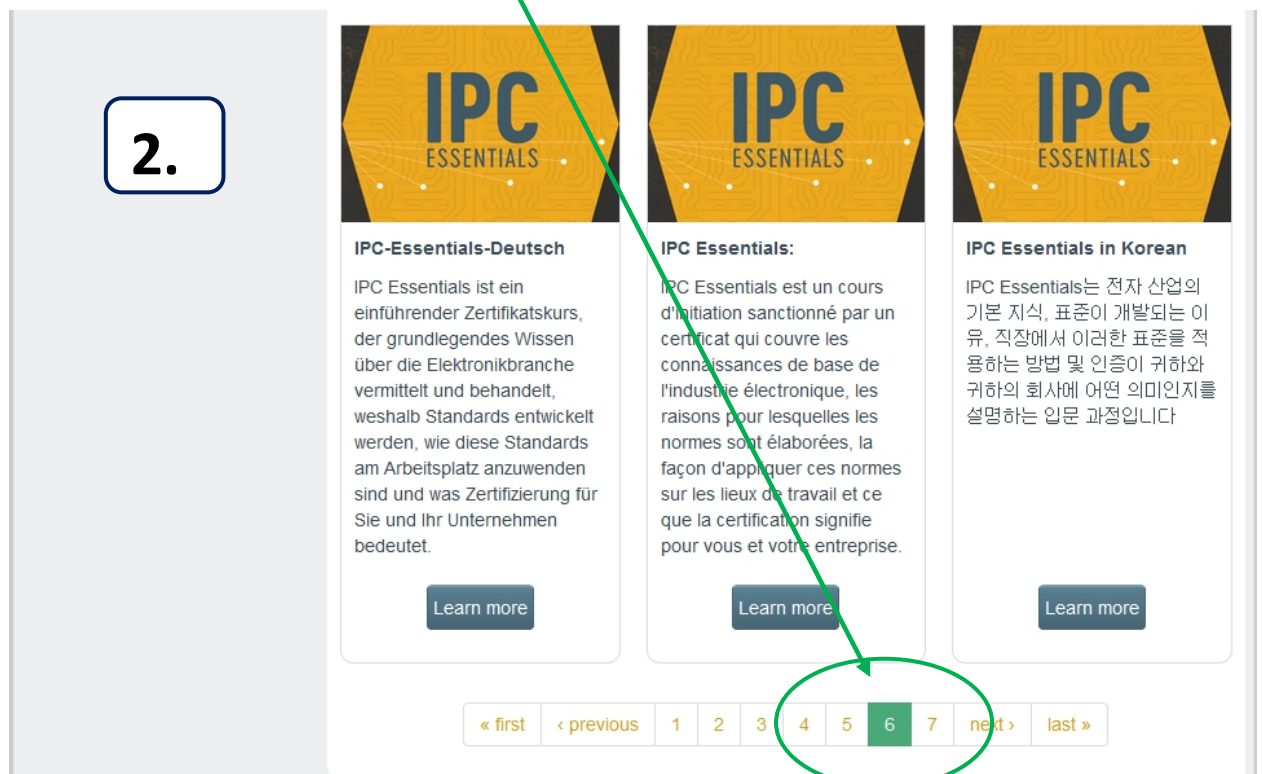 2.
IPC
ESSENTIALS
IPC-Essentials-Deutsch
IPC Essentials ist ein
einführender Zertifikatskurs,
der grundlegendes Wissen
über die Elektronikbranche
vermittelt und behandelt,
weshalb Standards entwickelt
werden, wie diese Standards
am Arbeitsplatz anzuwenden
sind und was Zertifizierung für
Sie und Ihr Unternehmen
bedeutet.
Learn more
IPC
ESSENTIALS
IPC Essentials:
IPC Essentials est un cours
d'initiation sanctionné par un
certificat qui couvre les
connaissances de base de
l'industrie électronique, les
raisons pour lesquelles les
normes sont élaborées, la
façon d'appliquer ces normes
sur les lieux de travail et ce
que la certification signifie
pour vous et votre entreprise.
Learn more
IPC
ESSENTIALS
IPC Essentials in Korean
IPC Essentials는 전자 산업의
기본 지식, 표준이 개발되는 이
유, 직장에서 이러한 표준을 적
용하는 방법 및 인증이 귀하와
귀하의 회사에 어떤 의미인지를
설명하는 입문 과정입니다
Learn more
« first ‹ previous 1 2 3 4 5 6 7 next › last »